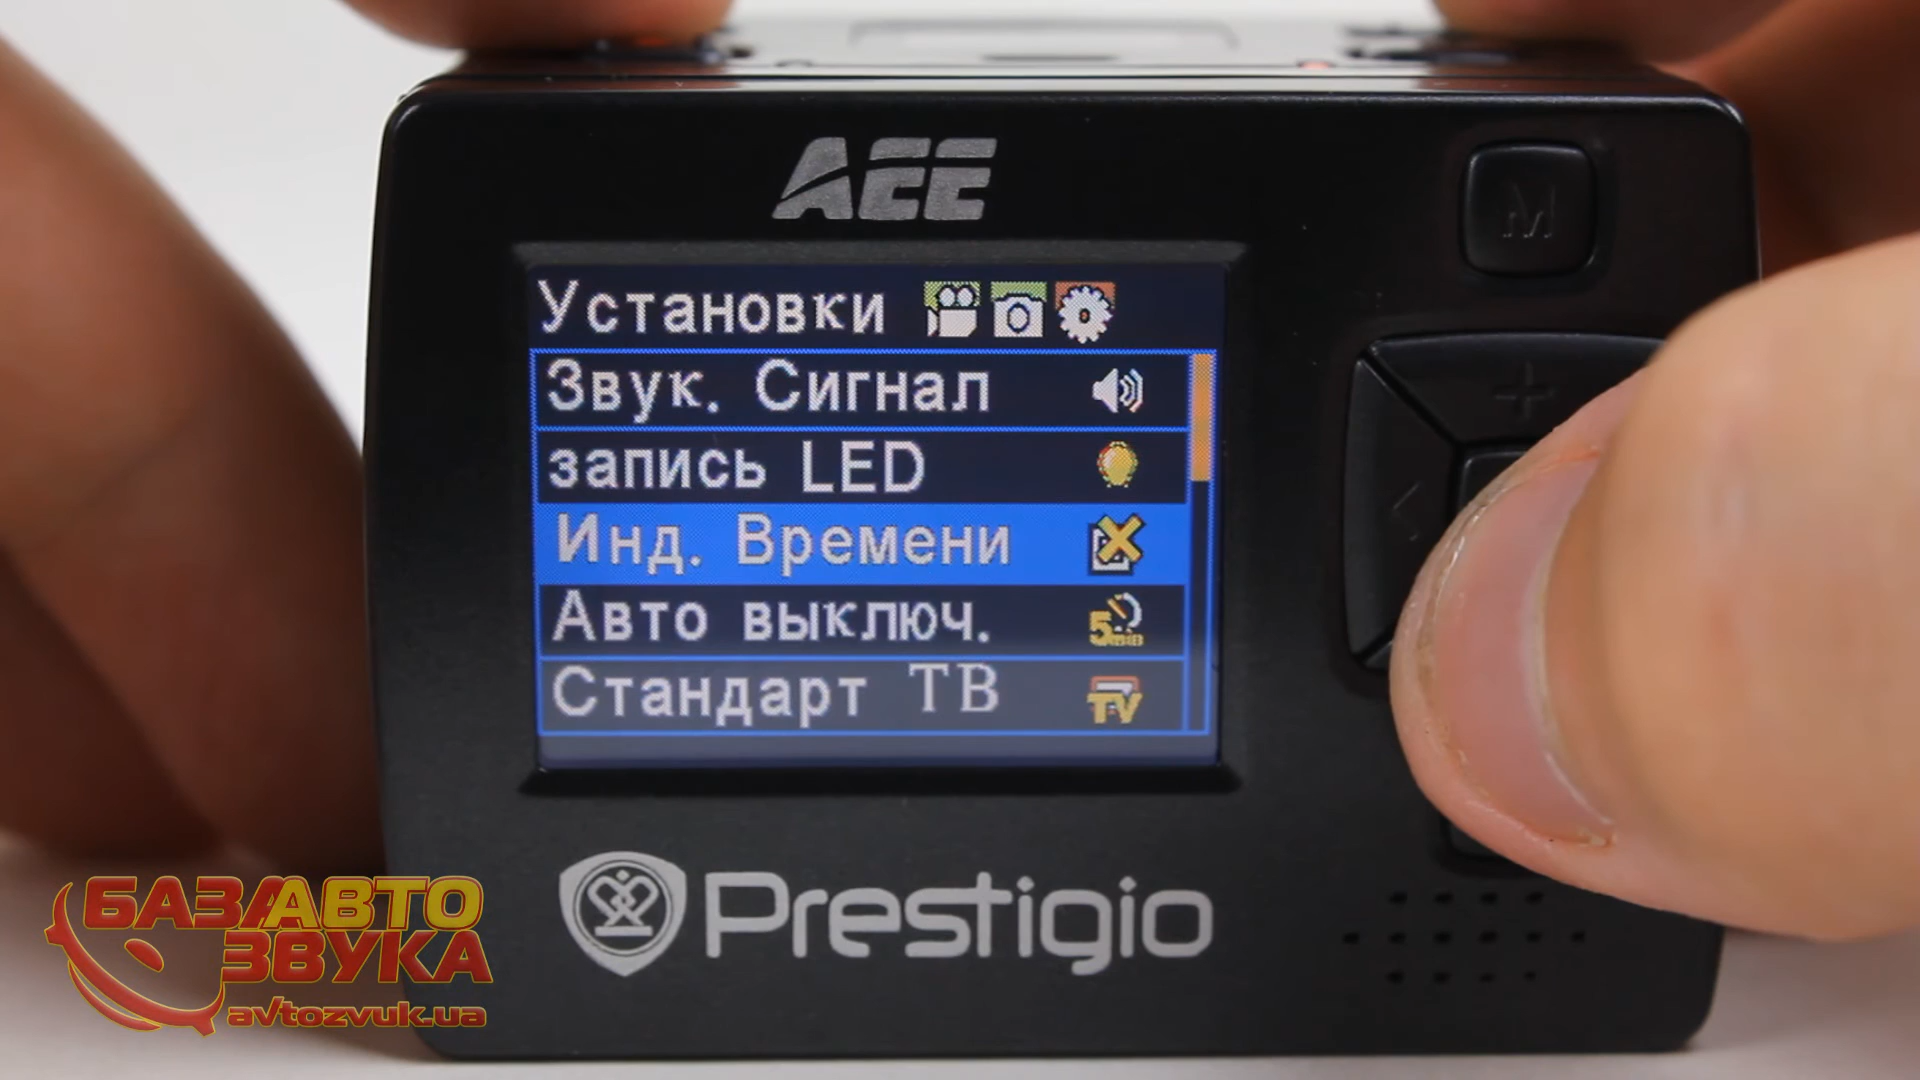 AEE
M
Установки
Звук. Сигнал
запись LED
Инд. Времени
Авто выключ. 5min
Стандарт ТВ TV
Prestigio
БАЗА АВТО
ЗВУКА
avtozvuk.ua